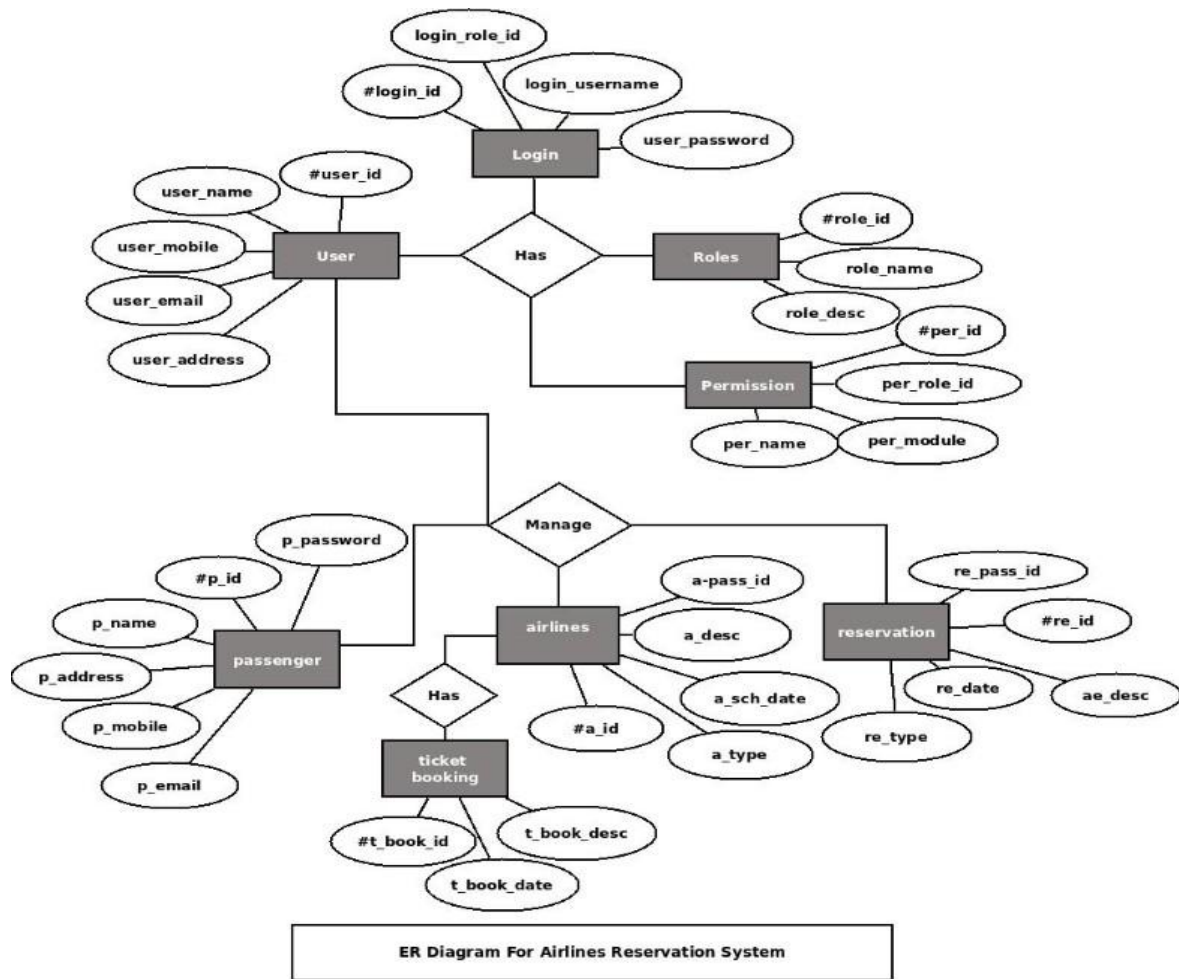 login_role_id
login_username
#login_id
user_password
Login
#user_id
user_name
#role_id
user_mobile
User
Has
Roles
role_name
user_email
role_desc
#per_id
user_address
Permission
per_role_id
per_name
per_module
Manage
p_password
re_pass_id
#p_id
a-pass_id
#re_id
p_name
airlines
a_desc
reservation
passenger
p_address
re_date
ae_desc
Has
a_sch_date
p_mobile
#a_id
re_type
a_type
ticket
booking
p_email
#t_book_id
t_book_desc
t_book_date
ER Diagram For Airlines Reservation System